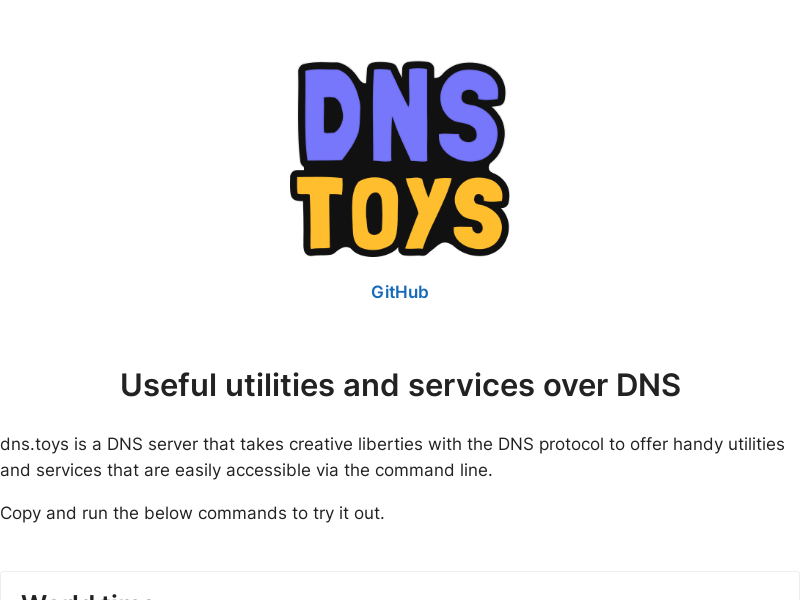 DNS
TOYS
GitHub
Useful utilities and services over DNS
dns.toys is a DNS server that takes creative liberties with the DNS protocol to offer handy utilities
and services that are easily accessible via the command line.
Copy and run the below commands to try it out.
World time